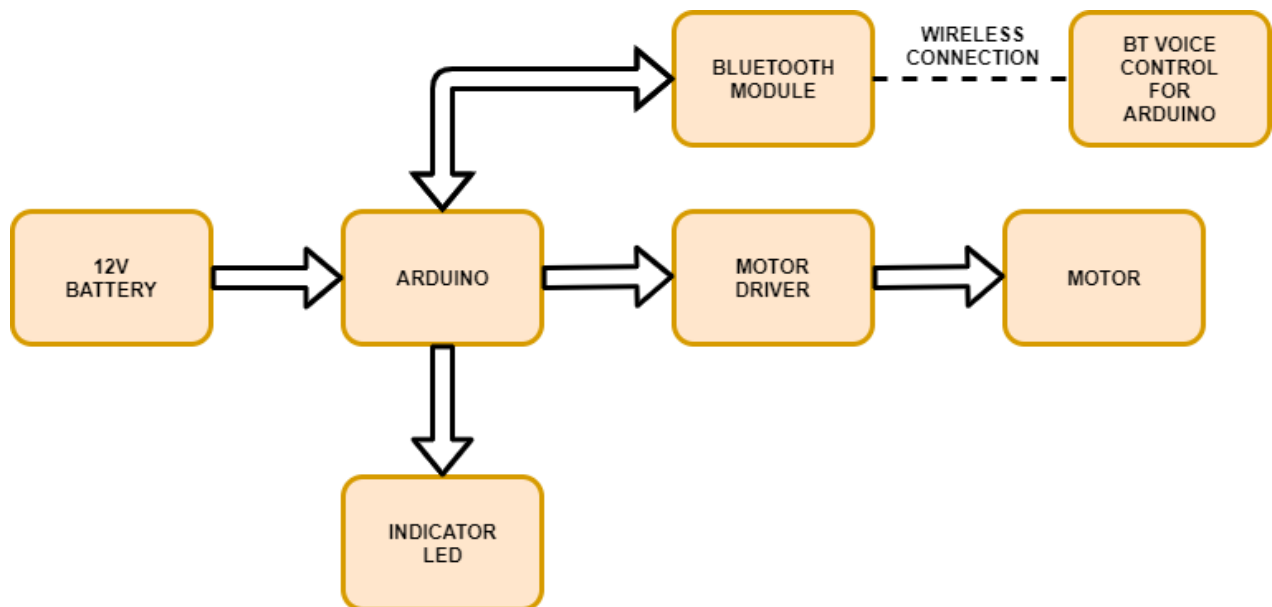 BLUETOOTH
MODULE
WIRELESS
CONNECTION
BT VOICE
CONTROL
FOR
ARDUINO
12V
BATTERY
ARDUINO
MOTOR
DRIVER
MOTOR
INDICATOR
LED